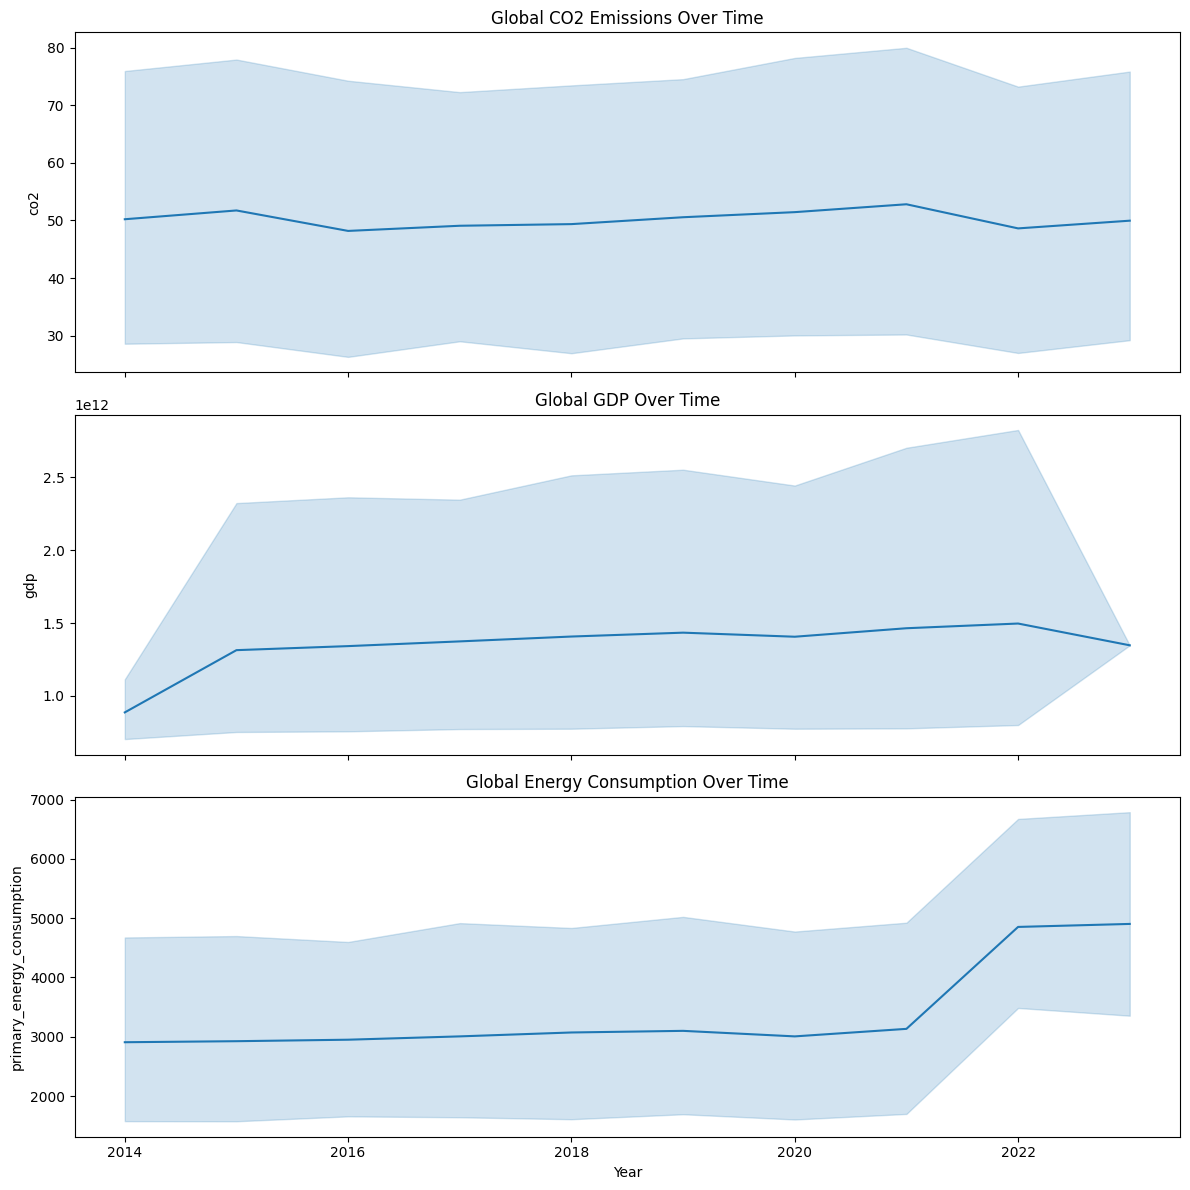 Global CO2 Emissions Over Time
80
70
60
50
40
30
co2
1e12
Global GDP Over Time
2.5
2.0
1.5
1.0
gdp
Global Energy Consumption Over Time
7000
6000
5000
4000
3000
2000
primary_energy_consumption
2014 2016 2018 2020 2022
Year